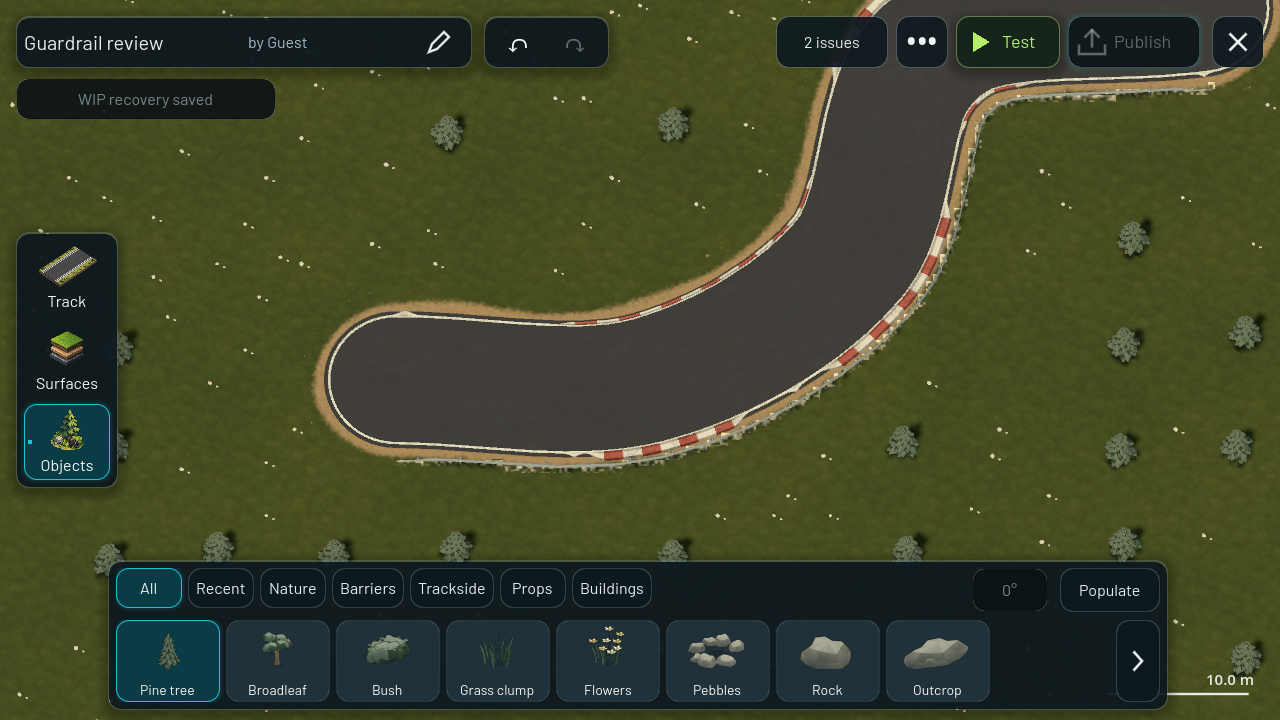 Guardrail review
by Guest
2 issues
Test
Publish
WIP recovery saved
Track
Surfaces
Objects
All
Recent
Nature
Barriers
Trackside
Props
Buildings
0°
Populate
Pine tree
Broadleaf
Bush
Grass clump
Flowers
Pebbles
Rock
Outcrop
10.0 m